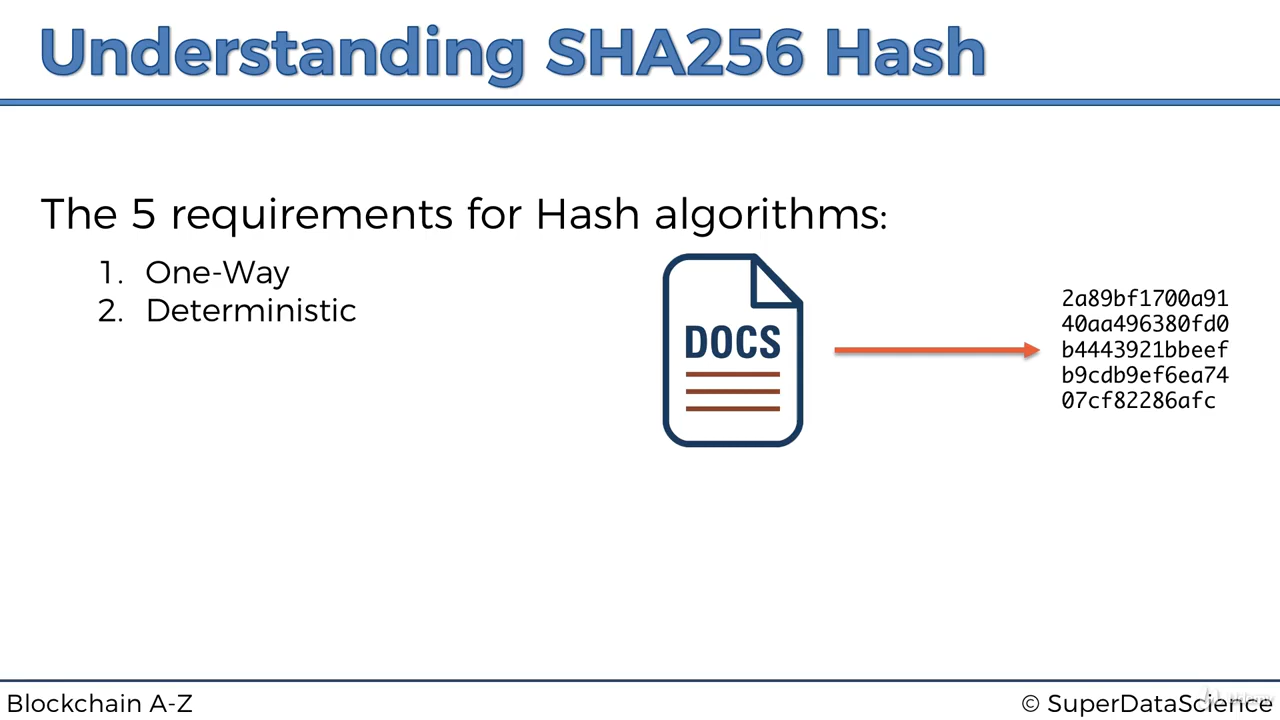 Understanding SHA256 Hash
The 5 requirements for Hash algorithms:
1. One-Way
2. Deterministic
DOCS
2a89bf1700a91
40aa496380fd0
b4443921bbeef
b9cdb9ef6ea74
07cf82286afc
Blockchain A-Z
© SuperDataScience